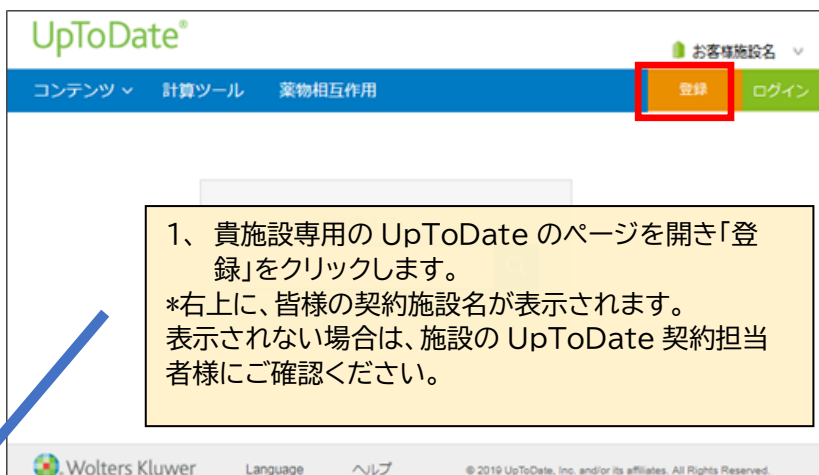 UpToDate®
お客様施設名
コンテンツ 計算ツール 薬物相互作用 登録 ログイン
1、 貴施設専用の UpToDate のページを開き「登
録」をクリックします。
*右上に、皆様の契約施設名が表示されます。
表示されない場合は、施設の UpToDate 契約担当
者様にご確認ください。
Wolters Kluwer Language ヘルプ © 2019 UpToDate, Inc. and/or its affiliates. All Rights Reserved.